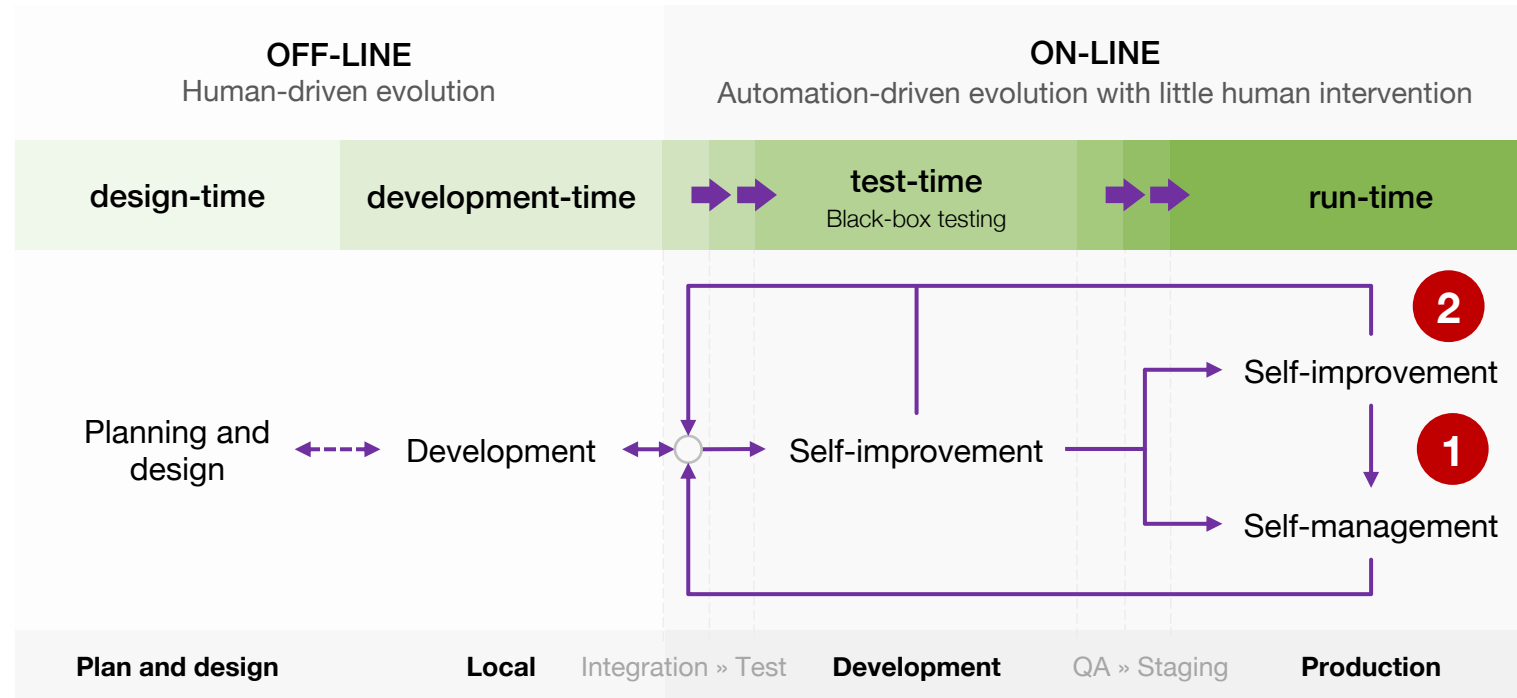 OFF-LINE
Human-driven evolution
ON-LINE
Automation-driven evolution with little human intervention
design-time
development-time
test-time
Black-box testing
run-time
2
Self-improvement
Planning and
design
Development
Self-improvement
1
Self-management
Plan and design
Local
Integration » Test
Development
QA » Staging
Production